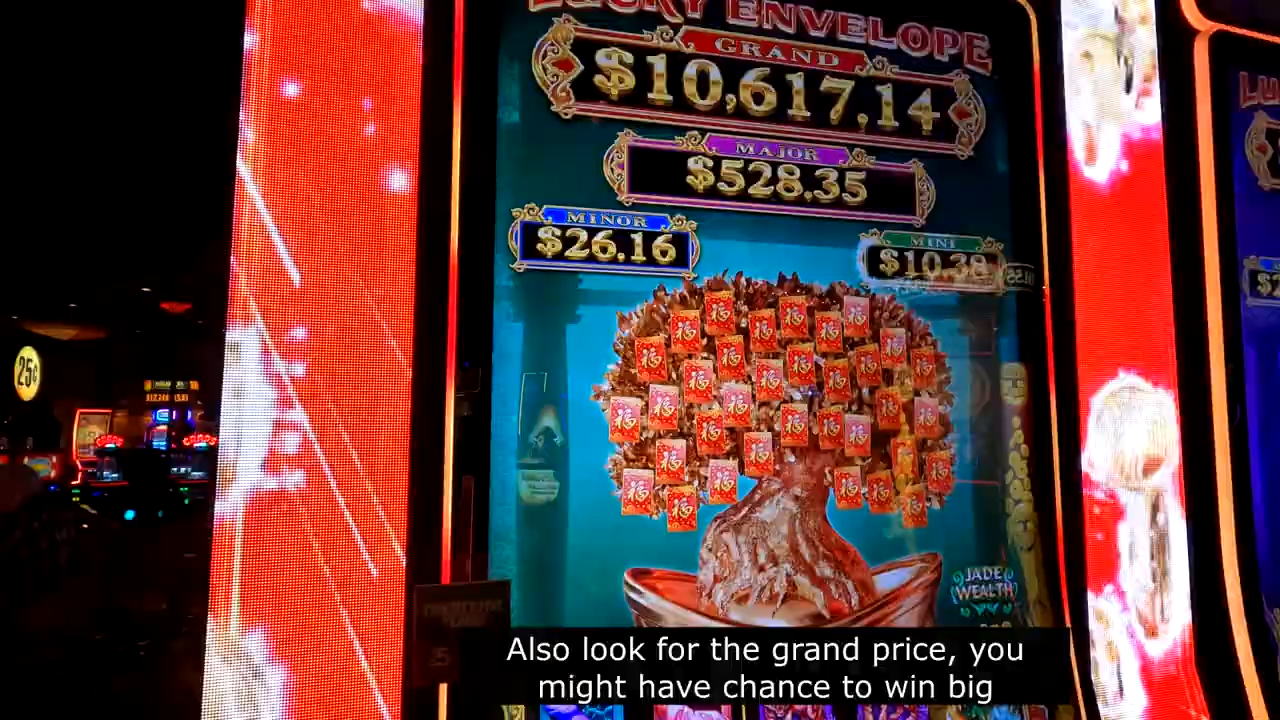 LUCKY ENVELOPE
GRAND
$10,617.14
MAJOR
$528.35
MINOR
$26.16
MINI
$10.38
25¢
福
JADE
WEALTH
Also look for the grand price, you
might have chance to win big